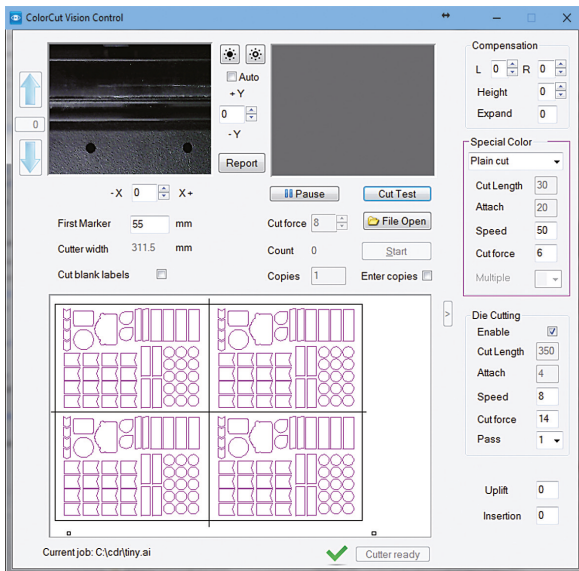 ColorCut Vision Control
Auto
+Y
0
0
-Y
Report
-X 0 X+
Pause
Cut Test
First Marker 55 mm
Cut force 8
File Open
Cutter width 311.5 mm
Count 0
Start
Cut blank labels
Copies 1
Enter copies
>
Current job: C:\cdr\tiny.ai
Cutter ready
Compensation
L 0 R 0
Height 0
Expand 0
Special Color
Plain cut
Cut Length 30
Attach 20
Speed 50
Cut force 6
Multiple
Die Cutting
Enable
Cut Length 350
Attach 4
Speed 8
Cut force 14
Pass 1
Uplift 0
Insertion 0